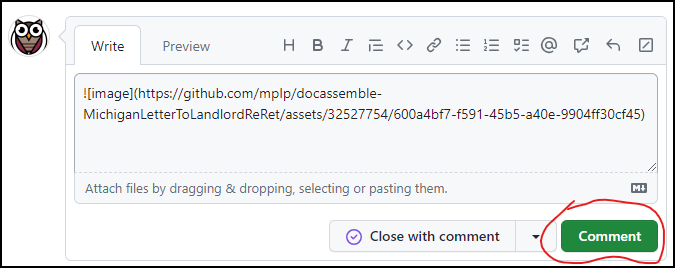 Write
Preview
H B I
![image](https://github.com/mplp/docassemble-
MichiganLetterToLandlordReRet/assets/32527754/600a4bf7-f591-45b5-a40e-9904ff30cf45)
Attach files by dragging & dropping, selecting or pasting them.
Close with comment
Comment